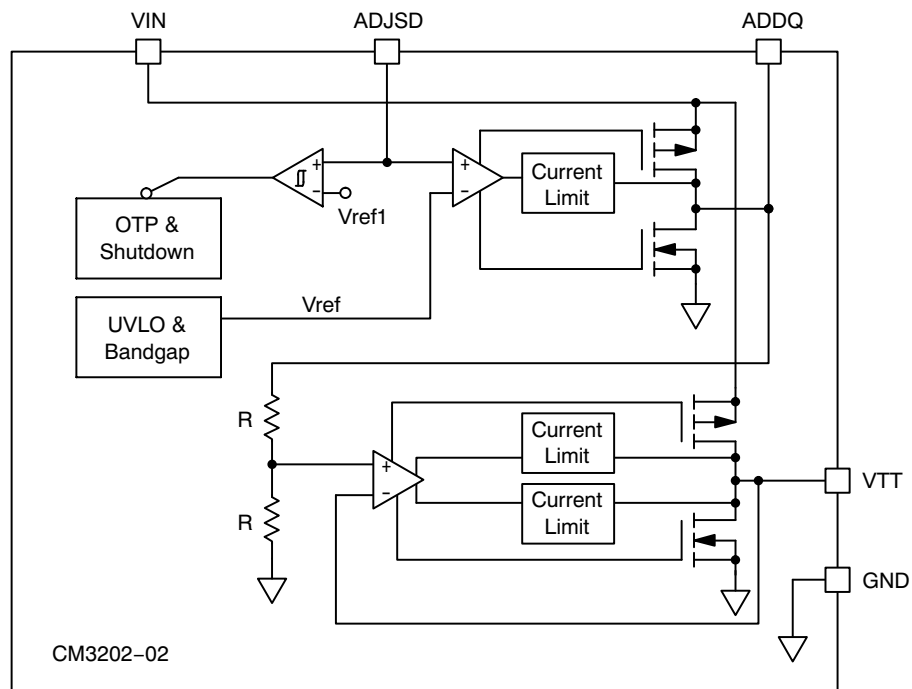 VIN
ADJSD
ADDQ
+
−
Vref1
+
−
Current
Limit
OTP &
Shutdown
UVLO &
Bandgap
Vref
R
R
+
−
Current
Limit
Current
Limit
VTT
GND
CM3202−02